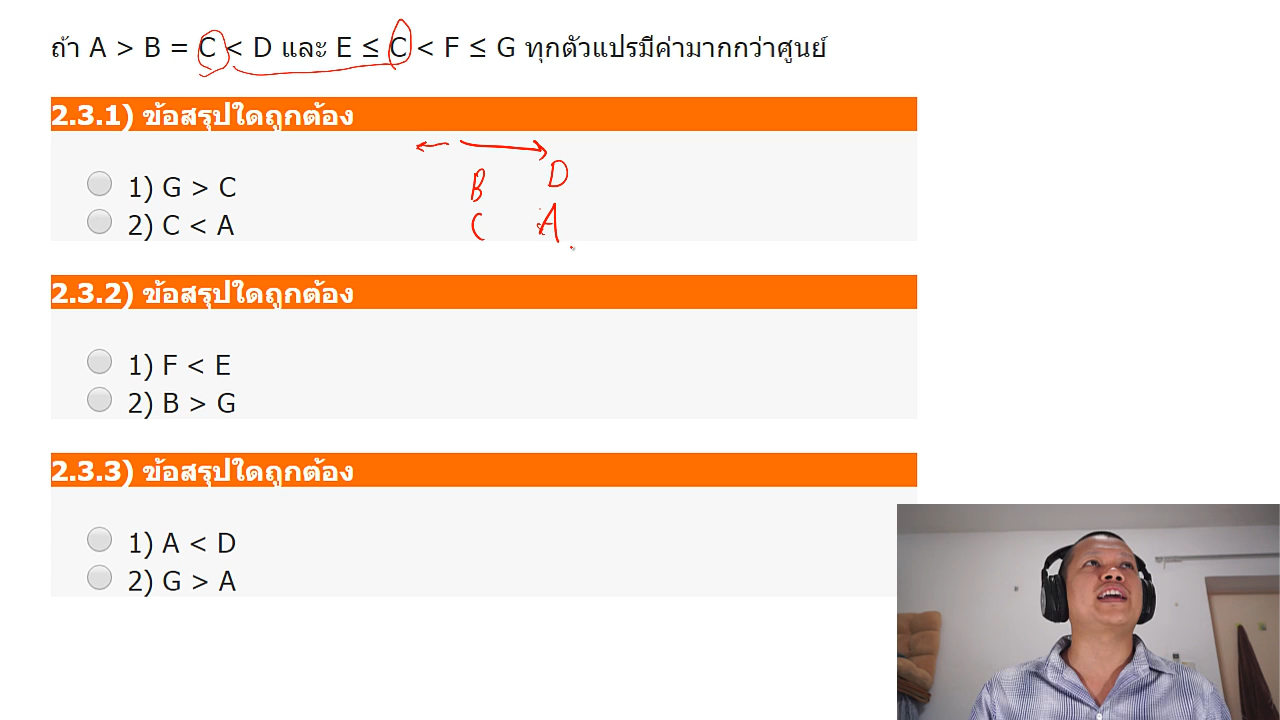 ถ้า A > B = C < D และ E ≤ C < F ≤ G ทุกตัวแปรมีค่ามากกว่าศูนย์
2.3.1) ข้อสรุปใดถูกต้อง
1) G > C
2) C < A
B D
C A
2.3.2) ข้อสรุปใดถูกต้อง
1) F < E
2) B > G
2.3.3) ข้อสรุปใดถูกต้อง
1) A < D
2) G > A